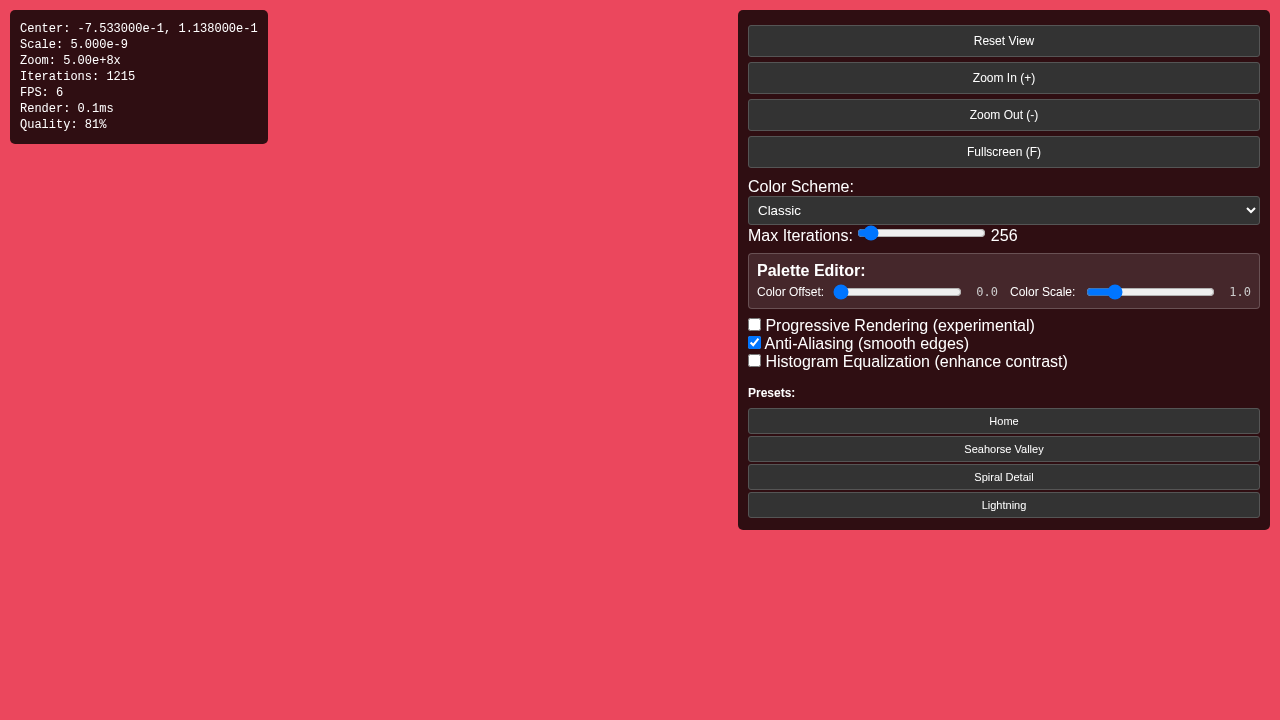 Center: -7.533000e-1, 1.138000e-1
Scale: 5.000e-9
Zoom: 5.00e+8x
Iterations: 1215
FPS: 6
Render: 0.1ms
Quality: 81%
Reset View
Zoom In (+)
Zoom Out (-)
Fullscreen (F)
Color Scheme:
Classic
Max Iterations: 256
Palette Editor:
Color Offset: 0.0 Color Scale: 1.0
Progressive Rendering (experimental)
Anti-Aliasing (smooth edges)
Histogram Equalization (enhance contrast)
Presets:
Home
Seahorse Valley
Spiral Detail
Lightning